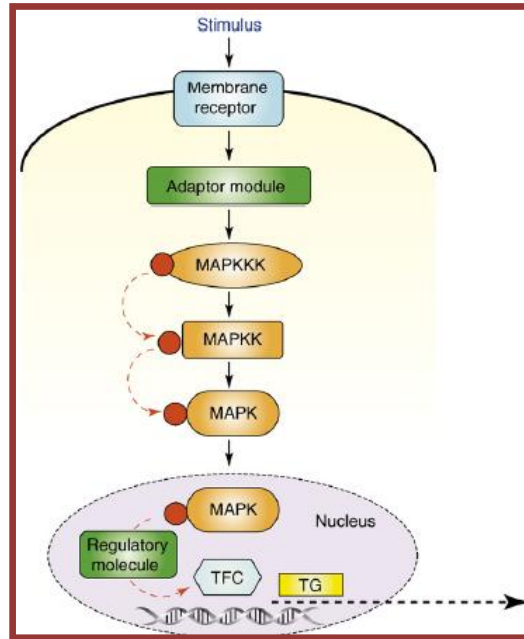 Stimulus
Membrane
receptor
Adaptor module
MAPKKK
MAPKK
MAPK
MAPK
Nucleus
Regulatory
molecule
TFC
TG